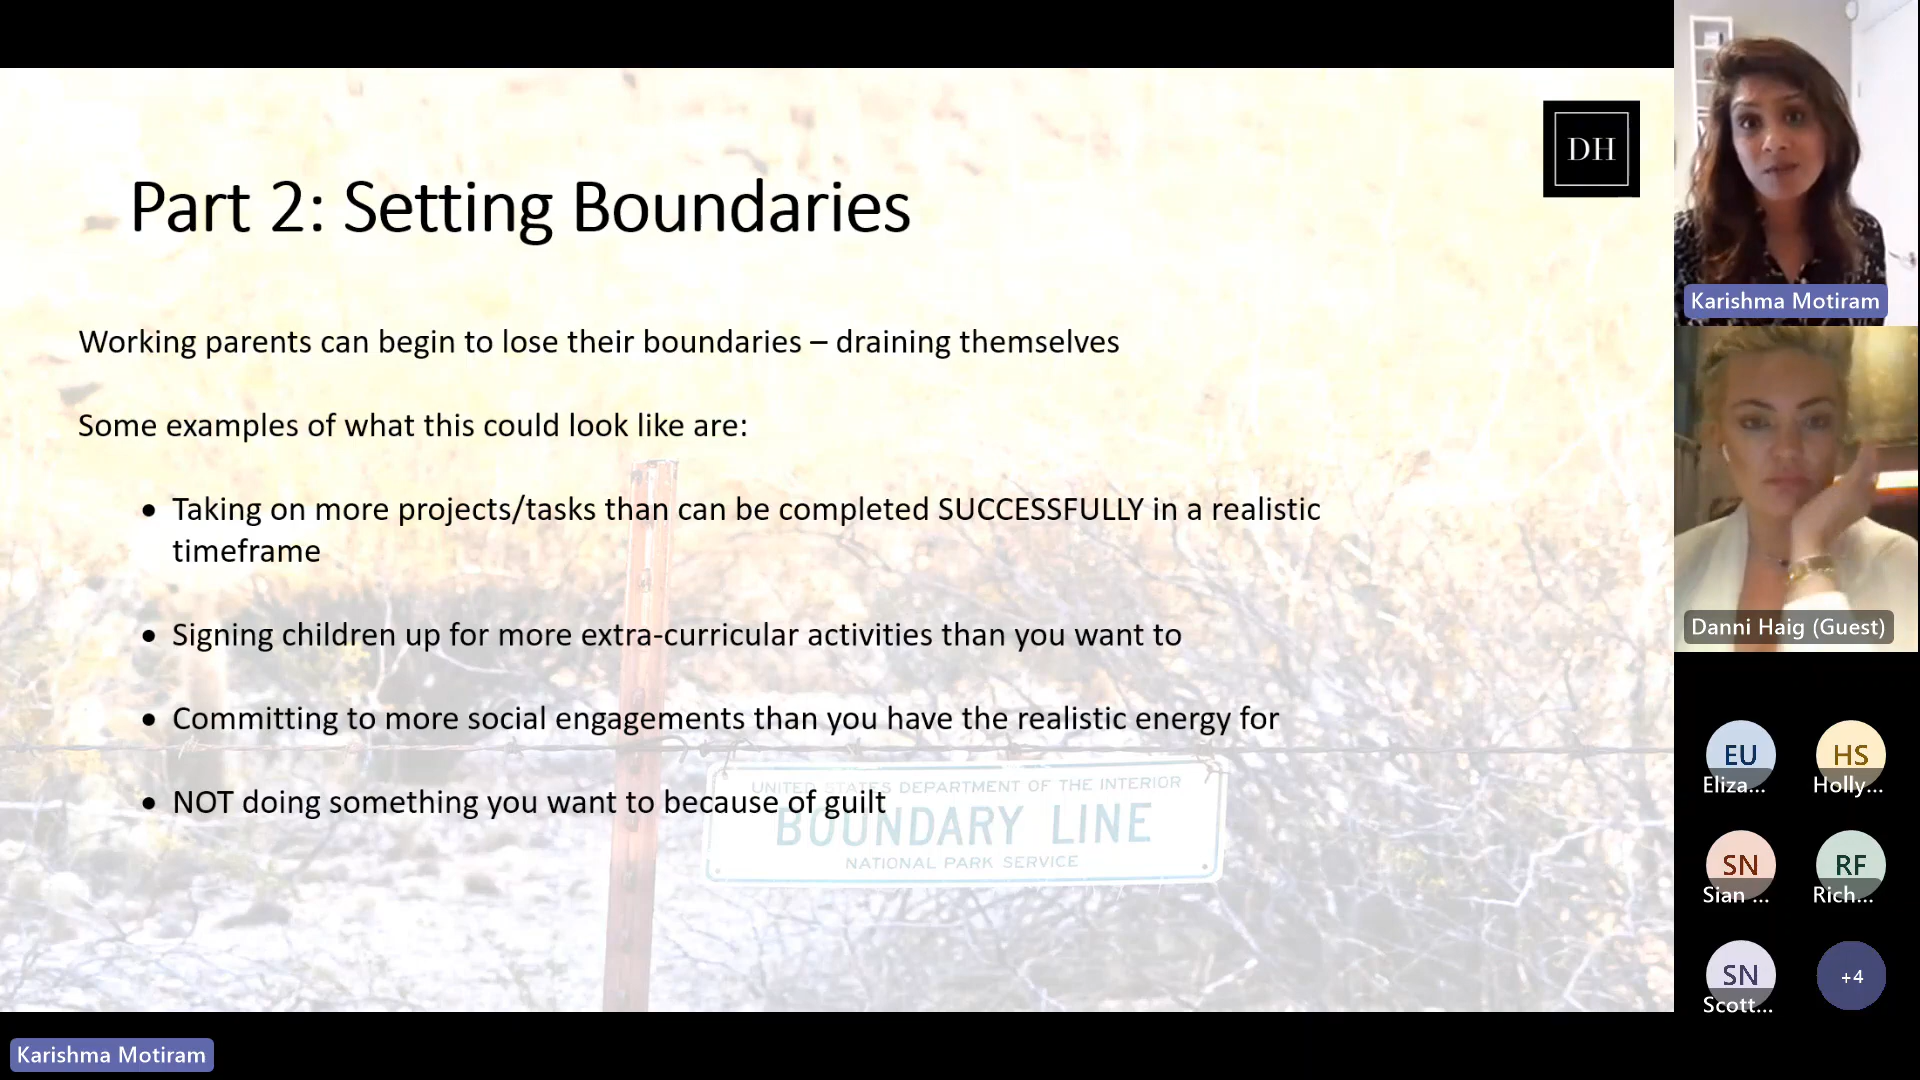 DH
Part 2: Setting Boundaries
Working parents can begin to lose their boundaries – draining themselves
Some examples of what this could look like are:
• Taking on more projects/tasks than can be completed SUCCESSFULLY in a realistic
timeframe
• Signing children up for more extra-curricular activities than you want to
• Committing to more social engagements than you have the realistic energy for
• NOT doing something you want to because of guilt
UNITED STATES DEPARTMENT OF THE INTERIOR
BOUNDARY LINE
NATIONAL PARK SERVICE
Karishma Motiram
Danni Haig (Guest)
EU
Eliza...
HS
Holly...
SN
Sian ...
RF
Rich...
SN
Scott...
+4
Karishma Motiram